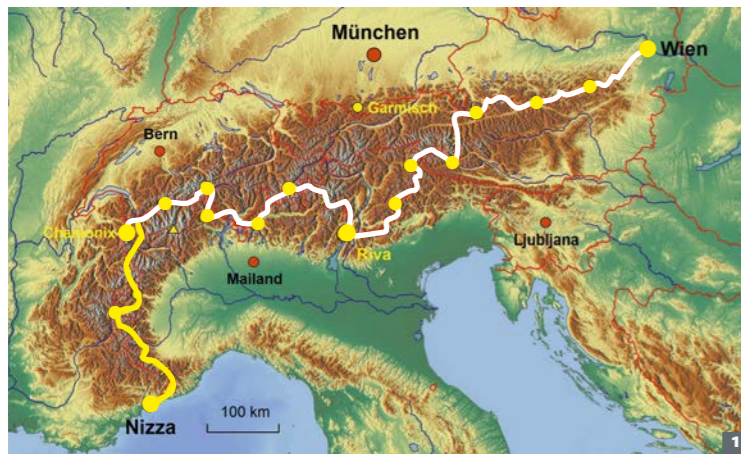 München
Wien
Garmisch
Bern
Chamonix
Riva
Ljubljana
Mailand
100 km
Nizza
1